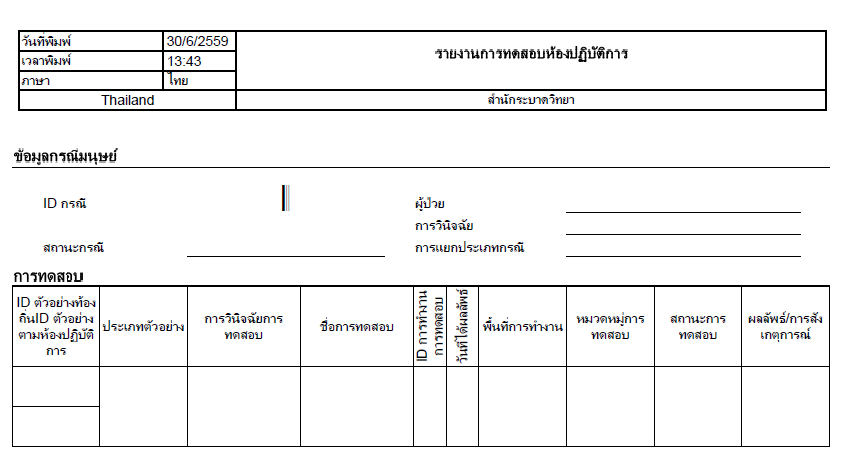 วันที่พิมพ์ 30/6/2559
รายงานการทดสอบห้องปฏิบัติการ
เวลาพิมพ์ 13:43
ภาษา ไทย
Thailand สำนักระบาดวิทยา
ข้อมูลกรณีมนุษย์
ID กรณี ผู้ป่วย
การวินิจฉัย
สถานะกรณี การแยกประเภทกรณี
การทดสอบ
ID ตัวอย่างท้อง
ถิ่นID ตัวอย่าง
ตามห้องปฏิบัติ
การ
ประเภทตัวอย่าง
การวินิจฉัยการ
ทดสอบ
ชื่อการทดสอบ
ID การทำงาน
การทดสอบ
วันที่ได้ผลลัพธ์
พื้นที่การทำงาน
หมวดหมู่การ
ทดสอบ
สถานะการ
ทดสอบ
ผลลัพธ์/การสัง
เกตุการณ์